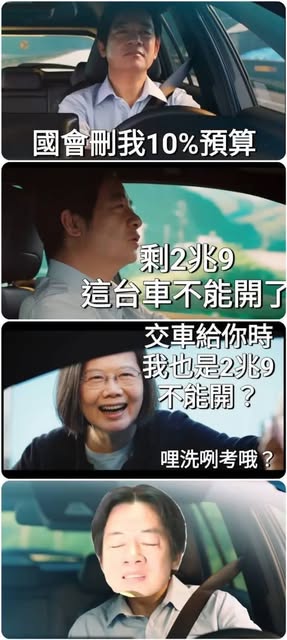 國會刪我10%預算
剩2兆9
這台車不能開了
交車給你時
我也是2兆9
不能開？
哩洗咧考哦？